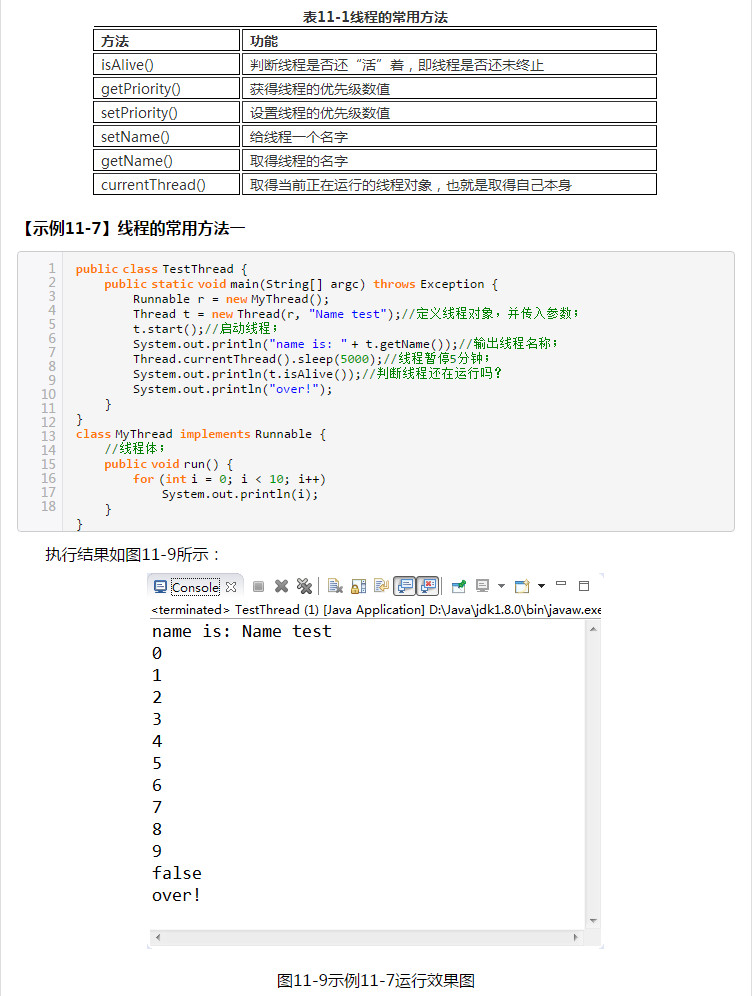 表11-1线程的常用方法
方法 功能
isAlive() 判断线程是否还“活”着，即线程是否还未终止
getPriority() 获得线程的优先级数值
setPriority() 设置线程的优先级数值
setName() 给线程一个名字
getName() 取得线程的名字
currentThread() 取得当前正在运行的线程对象，也就是取得自己本身
【示例11-7】线程的常用方法一
1 public class TestThread {
2 public static void main(String[] argc) throws Exception {
3 Runnable r = new MyThread();
4 Thread t = new Thread(r, "Name test");//定义线程对象，并传入参数；
5 t.start();//启动线程；
6 System.out.println("name is: " + t.getName());//输出线程名称；
7 Thread.currentThread().sleep(5000);//线程暂停5分钟；
8 System.out.println(t.isAlive());//判断线程还在运行吗？
9 System.out.println("over!");
10 }
11 }
12 class MyThread implements Runnable {
13 //线程体；
14 public void run() {
15 for (int i = 0; i < 10; i++)
16 System.out.println(i);
17 }
18 }
执行结果如图11-9所示：
Console
<terminated> TestThread (1) [Java Application] D:\Java\jdk1.8.0\bin\javaw.exe
name is: Name test
0
1
2
3
4
5
6
7
8
9
false
over!
图11-9示例11-7运行效果图